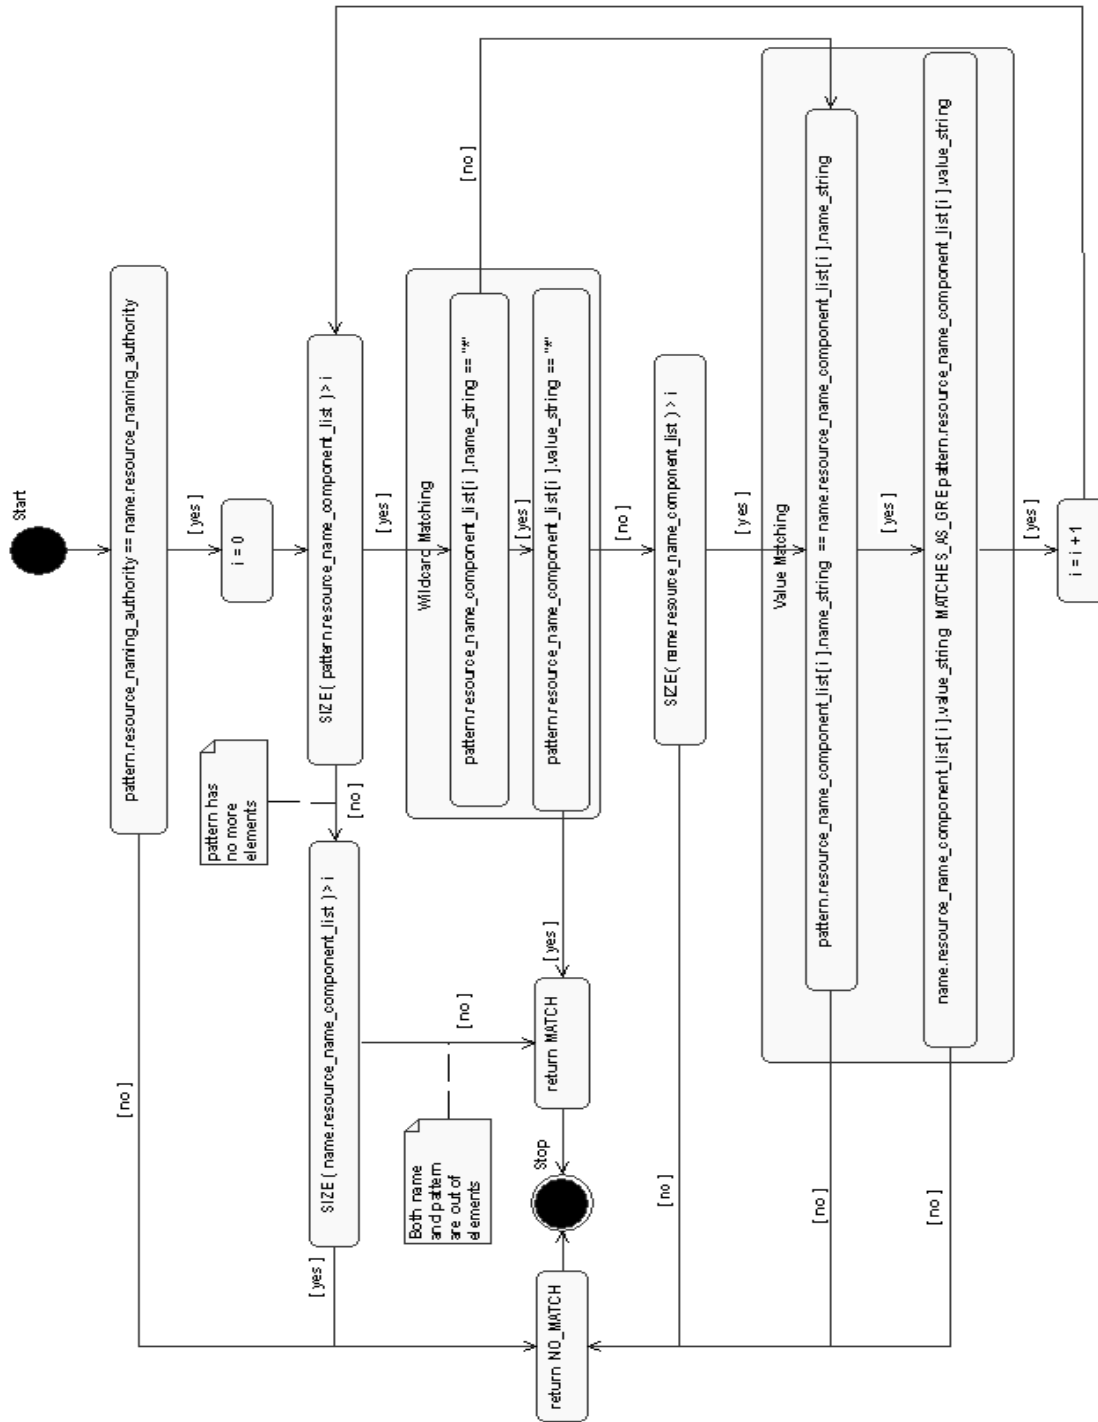 Start
pattern.resource_naming_authority == name.resource_naming_authority
[ yes ]
[ no ]
i = 0
pattern has
no more
elements
SIZE ( pattern.resource_name_component_list ) > i
[ yes ]
[ no ]
SIZE ( name.resource_name_component_list ) > i
[ yes ]
[ no ]
Both name
and pattern
are out of
elements
Wildcard Matching
pattern.resource_name_component_list[ i ].name_string == "*"
[ no ]
[ yes ]
pattern.resource_name_component_list[ i ].value_string == "*"
[ yes ]
[ no ]
return MATCH
Stop
return NO_MATCH
SIZE ( name.resource_name_component_list ) > i
[ yes ]
[ no ]
Value Matching
pattern.resource_name_component_list[ i ].name_string == name.resource_name_component_list[ i ].name_string
[ yes ]
[ no ]
name.resource_name_component_list[ i ].value_string MATCHES_AS_GRE pattern.resource_name_component_list[ i ].value_string
[ yes ]
[ no ]
i = i + 1